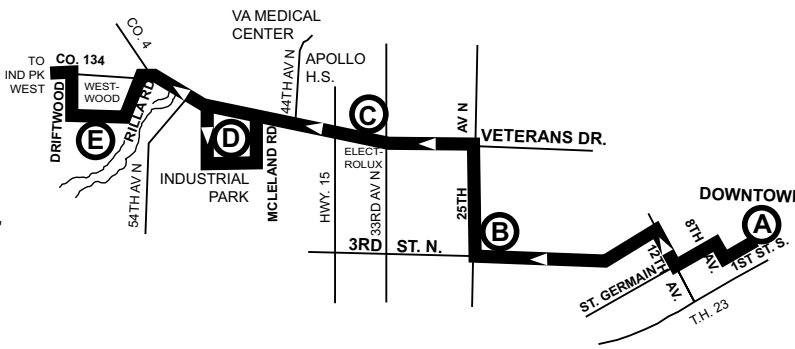 VA MEDICAL
CENTER
CO. 4
TO
IND PK
WEST
CO. 134
APOLLO
H.S.
WEST-
WOOD
44TH AV N
C
DRIFTWOOD
E
RILLA RD
D
AV N
VETERANS DR.
ELECT-
ROLUX
54TH AV N
INDUSTRIAL
PARK
MCLELAND RD
HWY. 15
33RD AV N
25TH
B
3RD ST. N.
DOWNTOWN
A
8TH AV.
1ST ST. S.
12TH AV.
ST. GERMAIN
T.H. 23